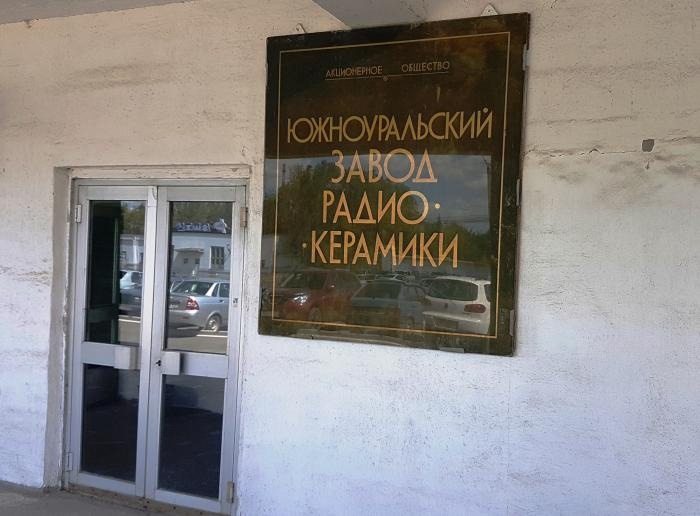 АКЦИОНЕРНОЕ ОБЩЕСТВО
ЮЖНОУРАЛЬСКИЙ
ЗАВОД
РАДИО·
·КЕРАМИКИ